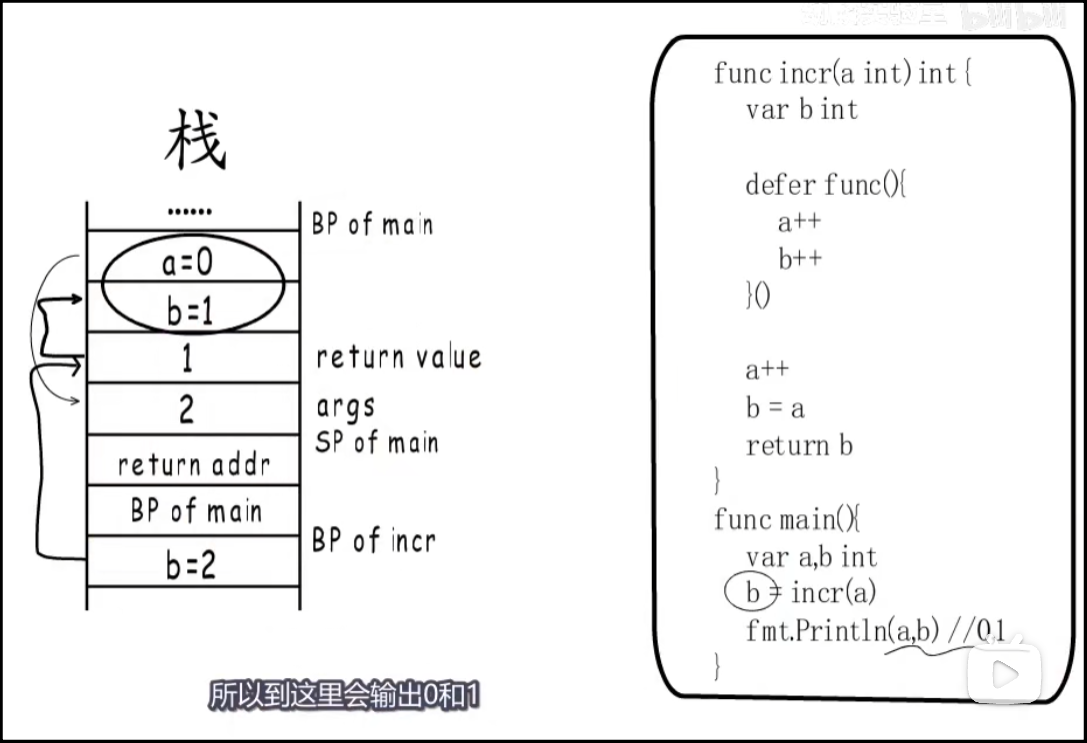 栈
......
BP of main
a=0
b=1
1
return value
2
args
SP of main
return addr
BP of main
BP of incr
b=2
func incr(a int) int {
var b int
defer func(){
a++
b++
}()
a++
b = a
return b
}
func main(){
var a,b int
b = incr(a)
fmt.Println(a,b) //0,1
}
所以到这里会输出0和1